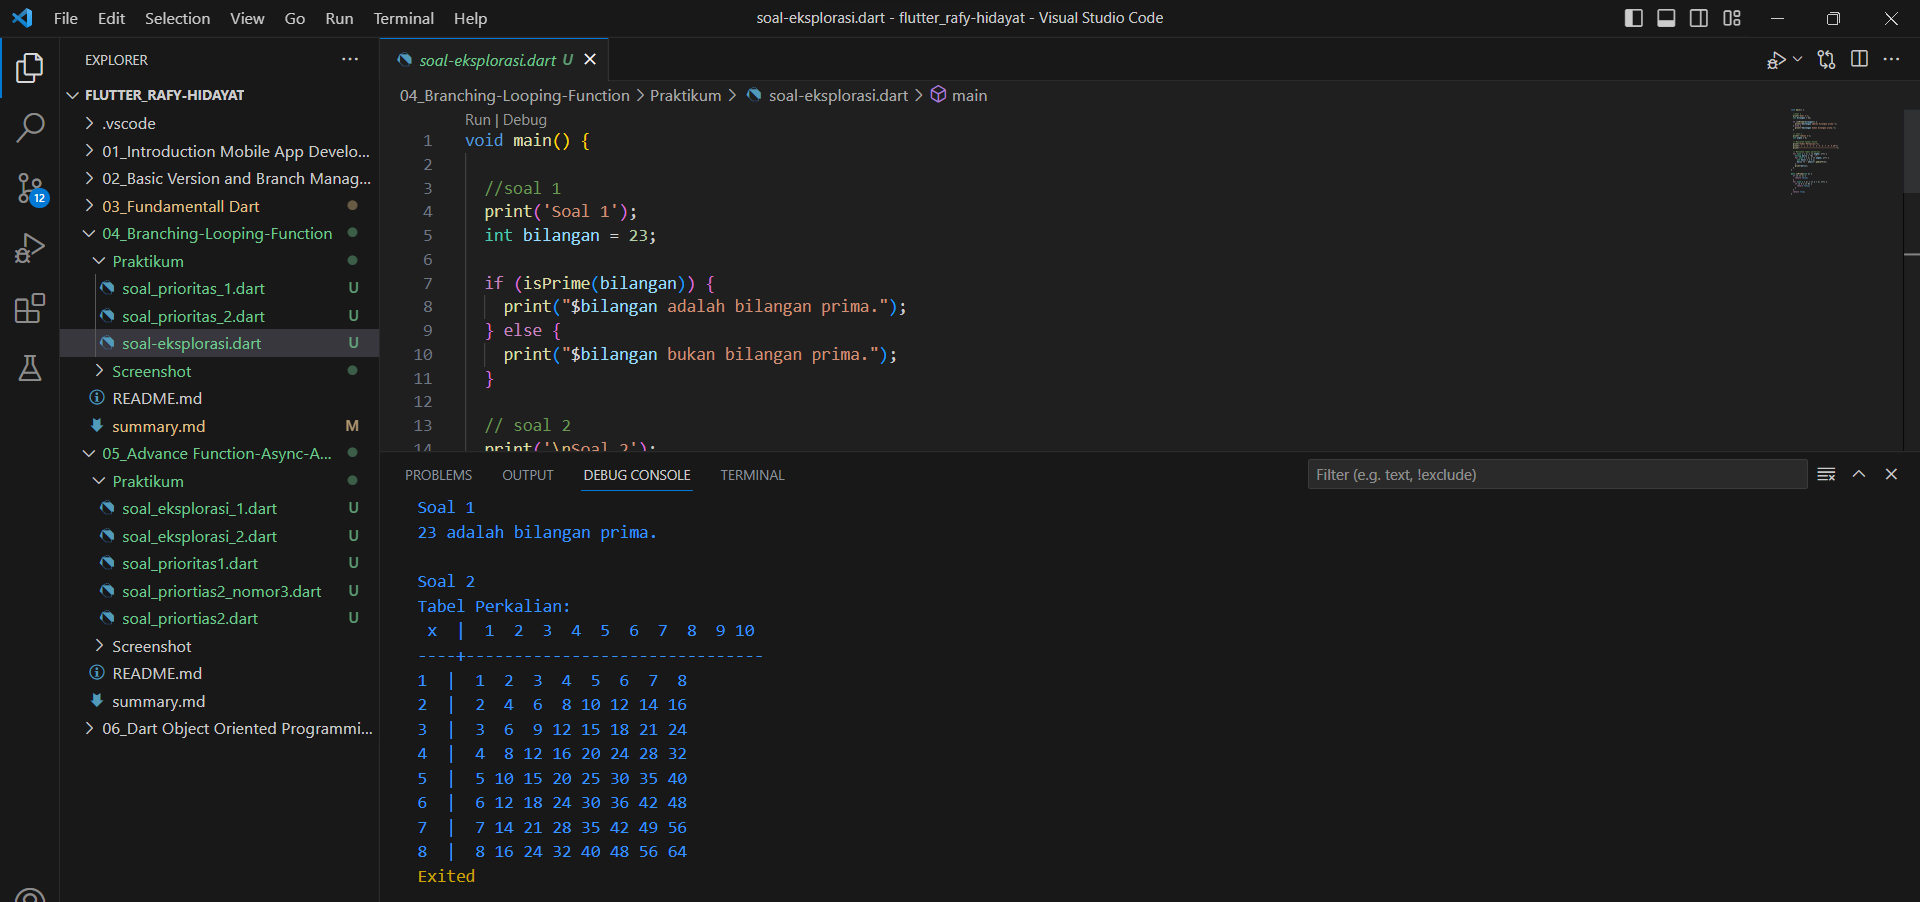 File Edit Selection View Go Run Terminal Help
soal-eksplorasi.dart - flutter_rafy-hidayat - Visual Studio Code
EXPLORER
FLUTTER_RAFY-HIDAYAT
.vscode
01_Introduction Mobile App Develo...
02_Basic Version and Branch Manag...
12
03_Fundamentall Dart
04_Branching-Looping-Function
Praktikum
soal_prioritas_1.dart U
soal_prioritas_2.dart U
soal-eksplorasi.dart U
Screenshot
README.md
summary.md M
05_Advance Function-Async-A...
Praktikum
soal_eksplorasi_1.dart U
soal_eksplorasi_2.dart U
soal_prioritas1.dart U
soal_priortias2_nomor3.dart U
soal_priortias2.dart U
Screenshot
README.md
summary.md
06_Dart Object Oriented Programmi...
soal-eksplorasi.dart U
04_Branching-Looping-Function > Praktikum > soal-eksplorasi.dart > main
Run | Debug
1 void main() {
2
3 //soal 1
4 print('Soal 1');
5 int bilangan = 23;
6
7 if (isPrime(bilangan)) {
8 print("$bilangan adalah bilangan prima.");
9 } else {
10 print("$bilangan bukan bilangan prima.");
11 }
12
13 // soal 2
14 print('\nSoal 2');
PROBLEMS OUTPUT DEBUG CONSOLE TERMINAL
Filter (e.g. text, !exclude)
Soal 1
23 adalah bilangan prima.
Soal 2
Tabel Perkalian:
x | 1 2 3 4 5 6 7 8 9 10
----+-------------------------------
1 | 1 2 3 4 5 6 7 8
2 | 2 4 6 8 10 12 14 16
3 | 3 6 9 12 15 18 21 24
4 | 4 8 12 16 20 24 28 32
5 | 5 10 15 20 25 30 35 40
6 | 6 12 18 24 30 36 42 48
7 | 7 14 21 28 35 42 49 56
8 | 8 16 24 32 40 48 56 64
Exited